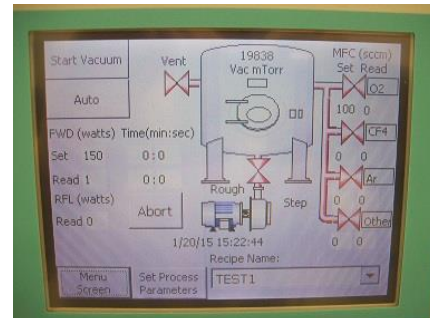 Start Vacuum
Vent
19838
Vac mTorr
MFC (sccm)
Set Read
O2
100 0
Auto
CF4
0 0
FWD (watts) Time(min:sec)
Set 150 0:0
Read 1 0:0
Ar
0 0
RFL (watts)
Read 0
Abort
Rough
Step
Other
0 0
1/20/15 15:22:44
Recipe Name:
Menu
Screen
Set Process
Parameters
TEST1